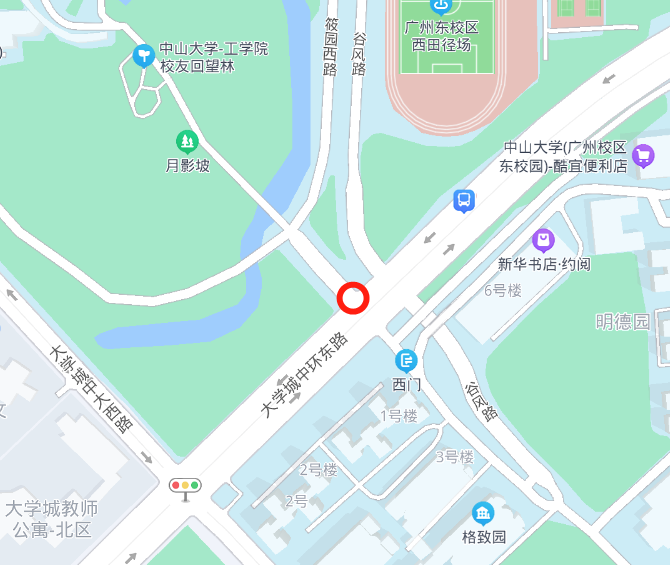 广州东校区
西田径场
筱园西路
谷风路
中山大学-工学院
校友回望林
月影坡
中山大学(广州校区
东校园)-酷宜便利店
新华书店·约阅
6号楼
明德园
大学城中环东路
大学城中大西路
西门
谷风路
1号楼
3号楼
2号楼
2号
大学城教师
公寓-北区
格致园